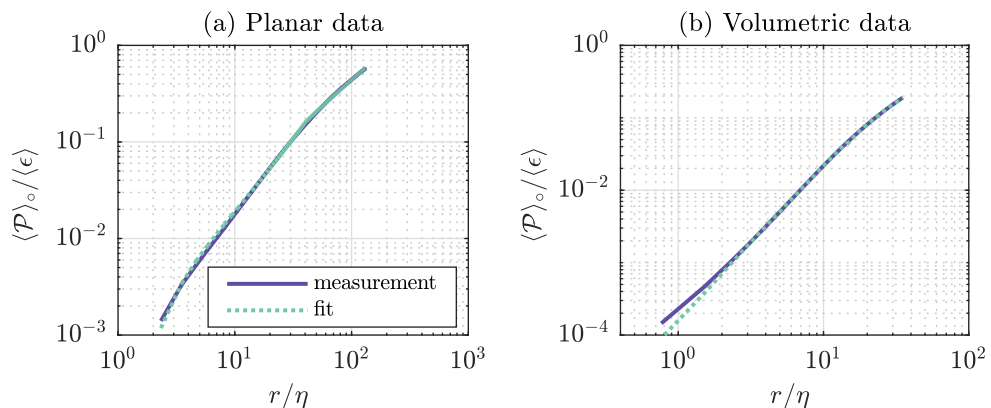 (a) Planar data
10^0
10^-1
10^-2
10^-3
10^0 10^1 10^2 10^3
⟨𝒫⟩∘/⟨ϵ⟩
r/η
measurement
fit
(b) Volumetric data
10^0
10^-2
10^-4
10^0 10^1 10^2
⟨𝒫⟩∘/⟨ϵ⟩
r/η